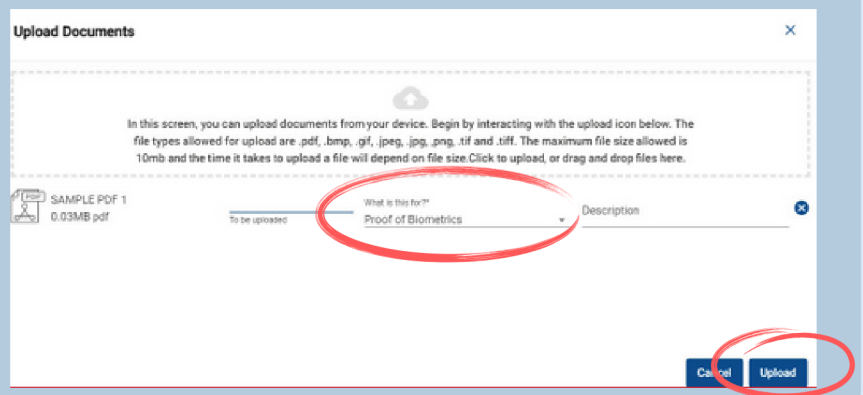 Upload Documents
×
In this screen, you can upload documents from your device. Begin by interacting with the upload icon below. The
file types allowed for upload are .pdf, .bmp, .gif, .jpeg, .jpg, .png, .tif and .tiff. The maximum file size allowed is
10mb and the time it takes to upload a file will depend on file size.Click to upload, or drag and drop files here.
PDF
SAMPLE PDF 1
0.03MB pdf
To be uploaded
What is this for?*
Proof of Biometrics
Description
Cancel
Upload